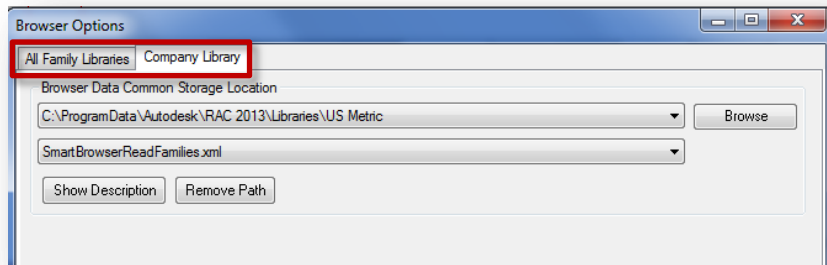 Browser Options
All Family Libraries Company Library
Browser Data Common Storage Location
C:\ProgramData\Autodesk\RAC 2013\Libraries\US Metric Browse
SmartBrowserReadFamilies.xml
Show Description Remove Path